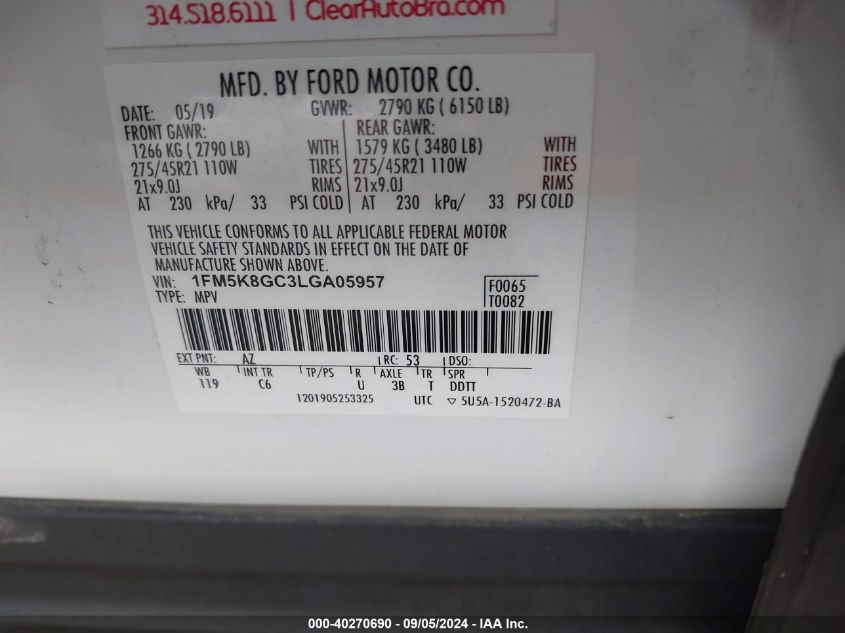 314.518.6111 | ClearAutoBra.com
MFD. BY FORD MOTOR CO.
DATE: 05/19 GVWR: 2790 KG ( 6150 LB)
FRONT GAWR: REAR GAWR:
1266 KG ( 2790 LB) WITH 1579 KG ( 3480 LB) WITH
275/45R21 110W TIRES 275/45R21 110W TIRES
21x9.0J RIMS 21x9.0J RIMS
AT 230 kPa/ 33 PSI COLD AT 230 kPa/ 33 PSI COLD
THIS VEHICLE CONFORMS TO ALL APPLICABLE FEDERAL MOTOR
VEHICLE SAFETY STANDARDS IN EFFECT ON THE DATE OF
MANUFACTURE SHOWN ABOVE.
VIN: 1FM5K8GC3LGA05957 F0065
TYPE: MPV T0082
EXT PNT: AZ RC: 53 DSO:
WB INT TR TP/PS R AXLE TR SPR
119 C6 U 3B T DDTT
1201905253325 UTC ▽ 5U5A-1520472-BA
000-40270690 - 09/05/2024 - IAA Inc.